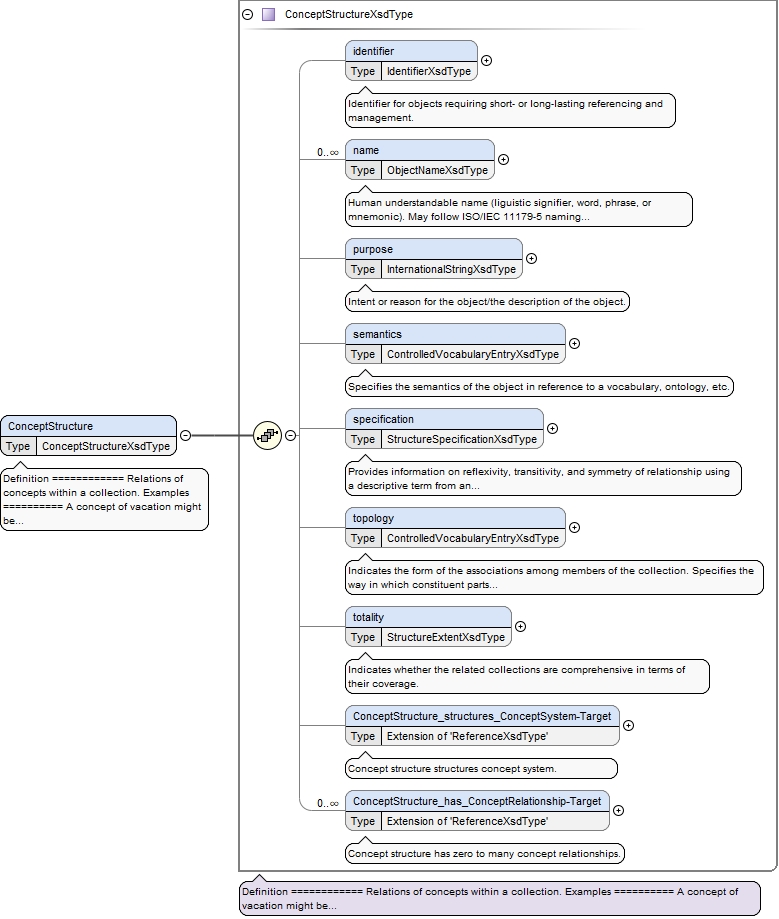 ConceptStructureXsdType
identifier
Type IdentifierXsdType
Identifier for objects requiring short- or long-lasting referencing and
management.
0..∞
name
Type ObjectNameXsdType
Human understandable name (liguistic signifier, word, phrase, or
mnemonic). May follow ISO/IEC 11179-5 naming...
purpose
Type InternationalStringXsdType
Intent or reason for the object/the description of the object.
semantics
Type ControlledVocabularyEntryXsdType
Specifies the semantics of the object in reference to a vocabulary, ontology, etc.
ConceptStructure
Type ConceptStructureXsdType
Definition ============ Relations of
concepts within a collection. Examples
========== A concept of vacation might
be...
specification
Type StructureSpecificationXsdType
Provides information on reflexivity, transitivity, and symmetry of relationship using
a descriptive term from an...
topology
Type ControlledVocabularyEntryXsdType
Indicates the form of the associations among members of the collection. Specifies the
way in which constituent parts...
totality
Type StructureExtentXsdType
Indicates whether the related collections are comprehensive in terms of
their coverage.
ConceptStructure_structures_ConceptSystem-Target
Type Extension of 'ReferenceXsdType'
Concept structure structures concept system.
0..∞
ConceptStructure_has_ConceptRelationship-Target
Type Extension of 'ReferenceXsdType'
Concept structure has zero to many concept relationships.
Definition ============ Relations of concepts within a collection. Examples ========== A concept of
vacation might be...